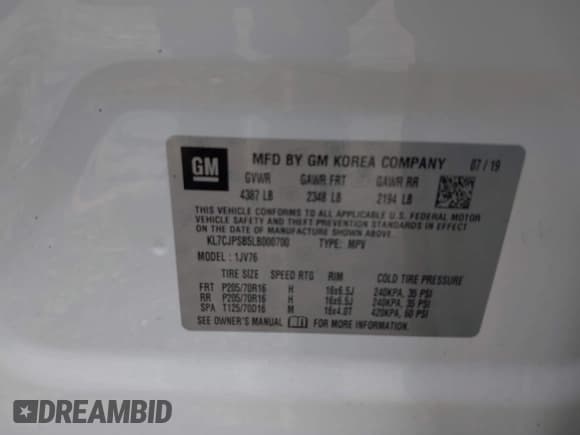 GM
MFD BY GM KOREA COMPANY 07/19
GVWR GAWR FRT GAWR RR
4387 LB 2348 LB 2194 LB
THIS VEHICLE CONFORMS TO ALL APPLICABLE U.S. FEDERAL MOTOR
VEHICLE SAFETY AND THEFT PREVENTION STANDARDS IN EFFECT ON THE
DATE OF MANUFACTURE SHOWN ABOVE.
KL7CJPSB5LB000700 TYPE: MPV
MODEL: 1JV76
TIRE SIZE SPEED RTG RIM COLD TIRE PRESSURE
FRT P205/70R16 H 16x6.5J 240KPA, 35 PSI
RR P205/70R16 H 16x6.5J 240KPA, 35 PSI
SPA T125/70D16 M 16x4.0T 420KPA, 60 PSI
SEE OWNER'S MANUAL FOR MORE INFORMATION.
DREAMBID